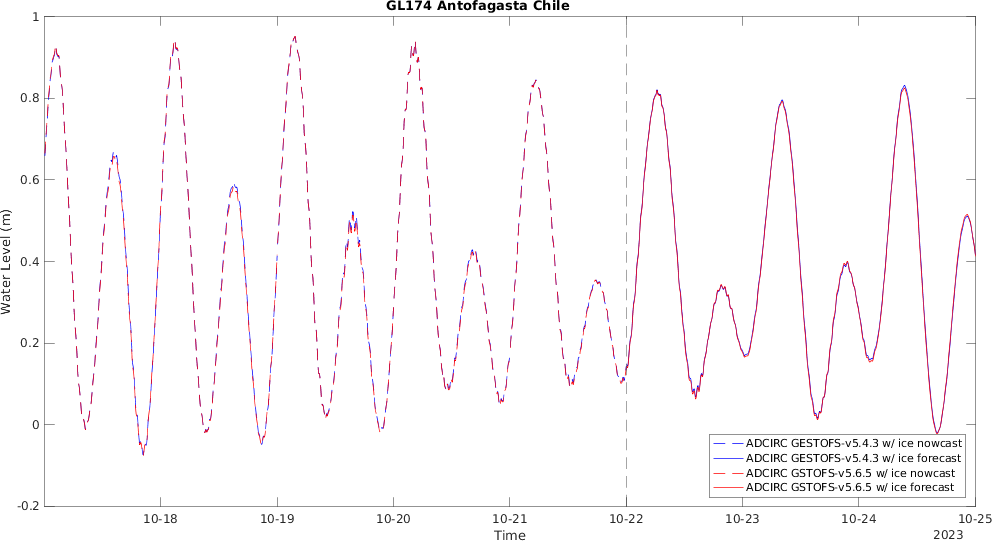 GL174 Antofagasta Chile
Water Level (m)
1
0.8
0.6
0.4
0.2
0
-0.2
ADCIRC GESTOFS-v5.4.3 w/ ice nowcast
ADCIRC GESTOFS-v5.4.3 w/ ice forecast
ADCIRC GSTOFS-v5.6.5 w/ ice nowcast
ADCIRC GSTOFS-v5.6.5 w/ ice forecast
10-18 10-19 10-20 10-21 10-22 10-23 10-24 10-25
Time
2023